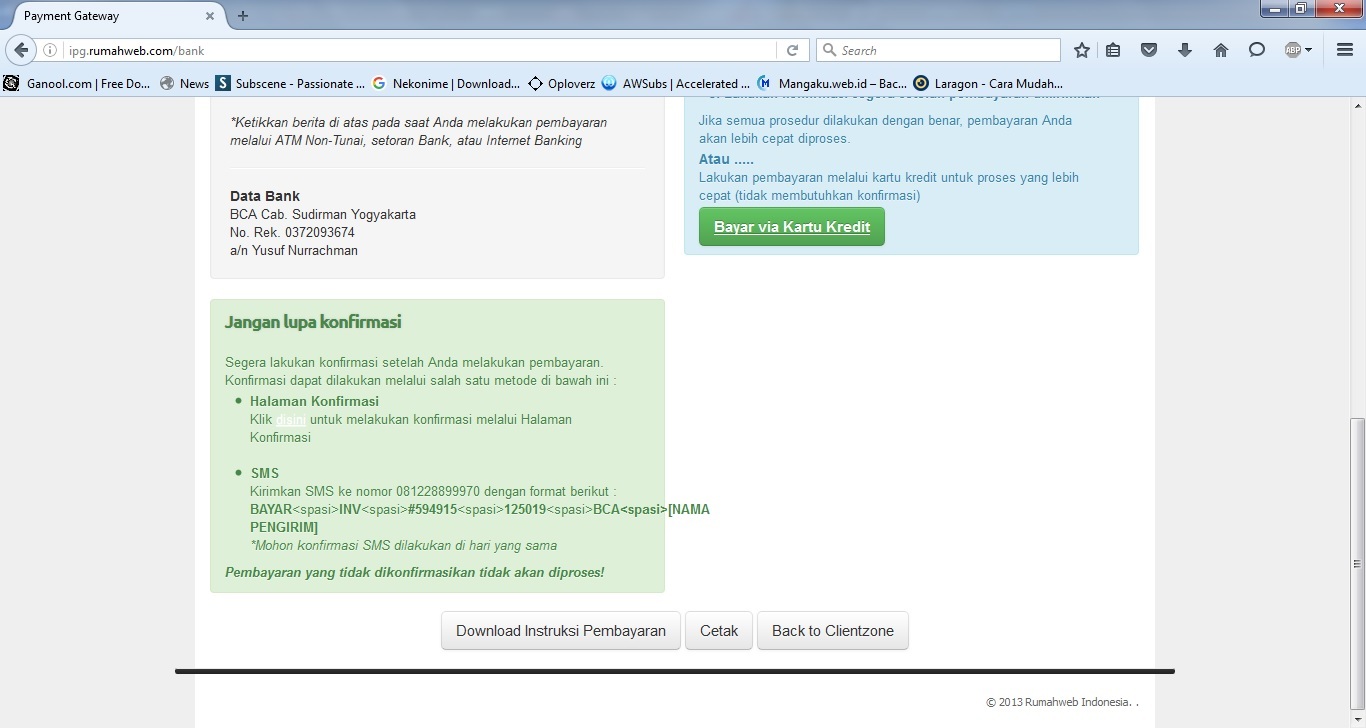 Payment Gateway
ipg.rumahweb.com/bank
Search
ABP
Ganool.com | Free Do...
News
Subscene - Passionate ...
Nekonime | Download...
Oploverz
AWSubs | Accelerated ...
Mangaku.web.id – Bac...
Laragon - Cara Mudah...
*Ketikkan berita di atas pada saat Anda melakukan pembayaran
melalui ATM Non-Tunai, setoran Bank, atau Internet Banking
Data Bank
BCA Cab. Sudirman Yogyakarta
No. Rek. 0372093674
a/n Yusuf Nurrachman
Jika semua prosedur dilakukan dengan benar, pembayaran Anda
akan lebih cepat diproses.
Atau .....
Lakukan pembayaran melalui kartu kredit untuk proses yang lebih
cepat (tidak membutuhkan konfirmasi)
Bayar via Kartu Kredit
Jangan lupa konfirmasi
Segera lakukan konfirmasi setelah Anda melakukan pembayaran.
Konfirmasi dapat dilakukan melalui salah satu metode di bawah ini :
• Halaman Konfirmasi
Klik disini untuk melakukan konfirmasi melalui Halaman
Konfirmasi
• SMS
Kirimkan SMS ke nomor 081228899970 dengan format berikut :
BAYAR<spasi>INV<spasi>#594915<spasi>125019<spasi>BCA<spasi>[NAMA
PENGIRIM]
*Mohon konfirmasi SMS dilakukan di hari yang sama
Pembayaran yang tidak dikonfirmasikan tidak akan diproses!
Download Instruksi Pembayaran
Cetak
Back to Clientzone
© 2013 Rumahweb Indonesia. .